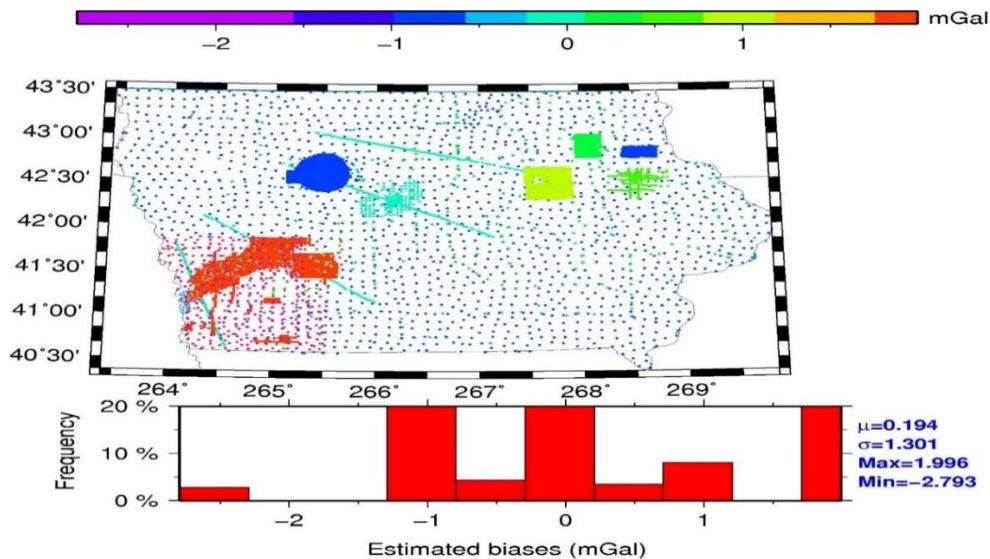 mGal
−2 −1 0 1
43˚30'
43˚00'
42˚30'
42˚00'
41˚30'
41˚00'
40˚30'
264˚ 265˚ 266˚ 267˚ 268˚ 269˚
20 %
10 %
0 %
Frequency
μ=0.194
σ=1.301
Max=1.996
Min=−2.793
−2 −1 0 1
Estimated biases (mGal)